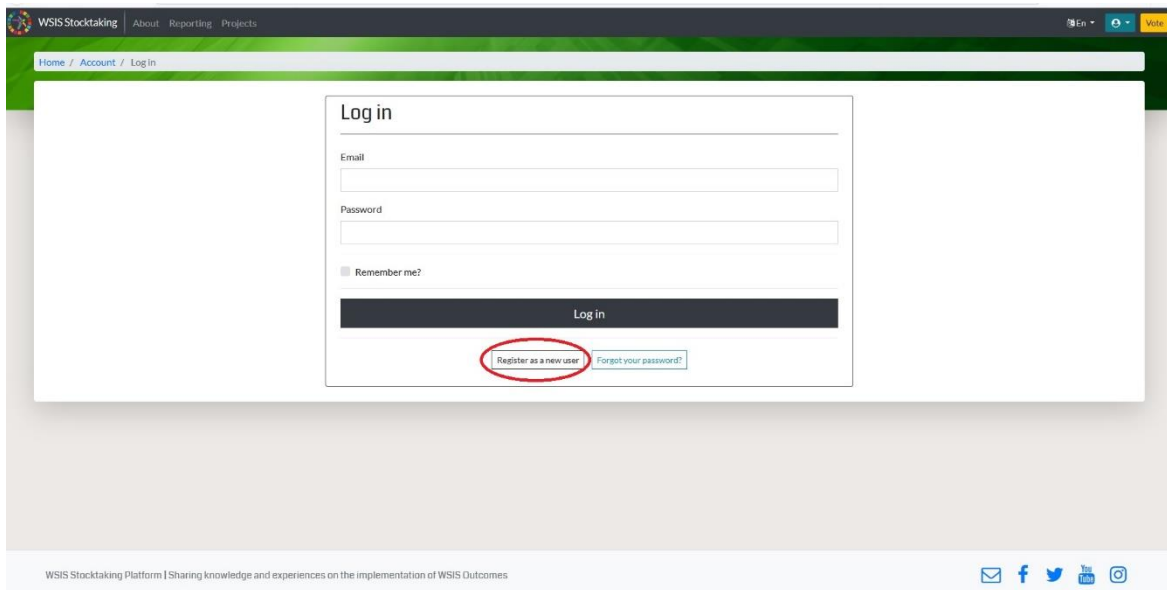 WSIS Stocktaking About Reporting Projects En Vote
Home / Account / Log in
Log in
Email
Password
Remember me?
Log in
Register as a new user Forgot your password?
WSIS Stocktaking Platform | Sharing knowledge and experiences on the implementation of WSIS Outcomes
You Tube